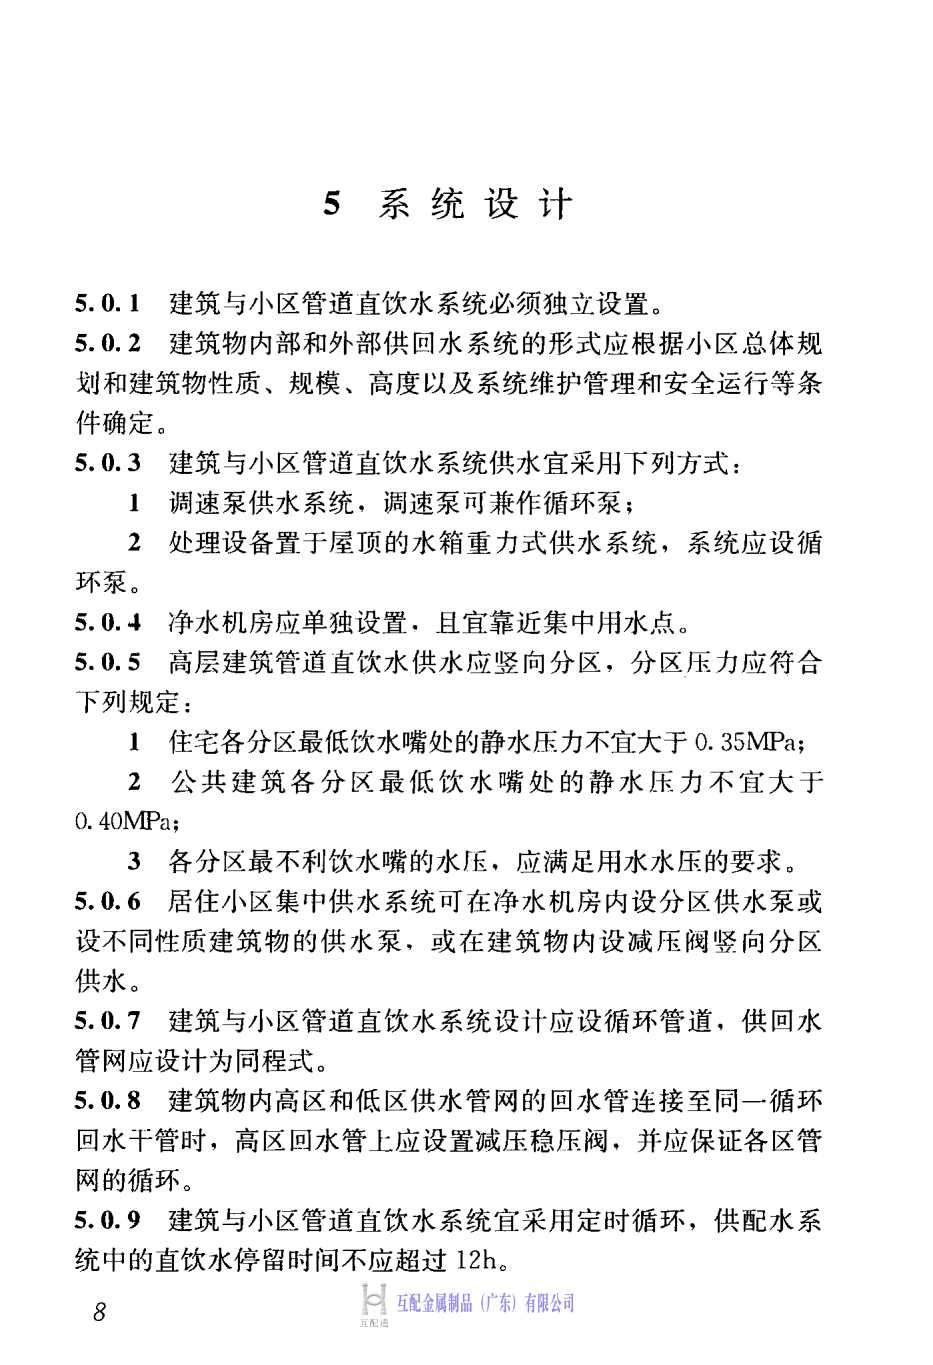 5 系统设计
5.0.1 建筑与小区管道直饮水系统必须独立设置。
5.0.2 建筑物内部和外部供回水系统的形式应根据小区总体规
划和建筑物性质、规模、高度以及系统维护管理和安全运行等条
件确定。
5.0.3 建筑与小区管道直饮水系统供水宜采用下列方式：
1 调速泵供水系统，调速泵可兼作循环泵；
2 处理设备置于屋顶的水箱重力式供水系统，系统应设循
环泵。
5.0.4 净水机房应单独设置，且宜靠近集中用水点。
5.0.5 高层建筑管道直饮水供水应竖向分区，分区压力应符合
下列规定：
1 住宅各分区最低饮水嘴处的静水压力不宜大于 0.35MPa；
2 公共建筑各分区最低饮水嘴处的静水压力不宜大于
0.40MPa；
3 各分区最不利饮水嘴的水压，应满足用水水压的要求。
5.0.6 居住小区集中供水系统可在净水机房内设分区供水泵或
设不同性质建筑物的供水泵，或在建筑物内设减压阀竖向分区
供水。
5.0.7 建筑与小区管道直饮水系统设计应设循环管道，供回水
管网应设计为同程式。
5.0.8 建筑物内高区和低区供水管网的回水管连接至同一循环
回水干管时，高区回水管上应设置减压稳压阀，并应保证各区管
网的循环。
5.0.9 建筑与小区管道直饮水系统宜采用定时循环，供配水系
统中的直饮水停留时间不应超过 12h。
8
互配通
互配金属制品（广东）有限公司